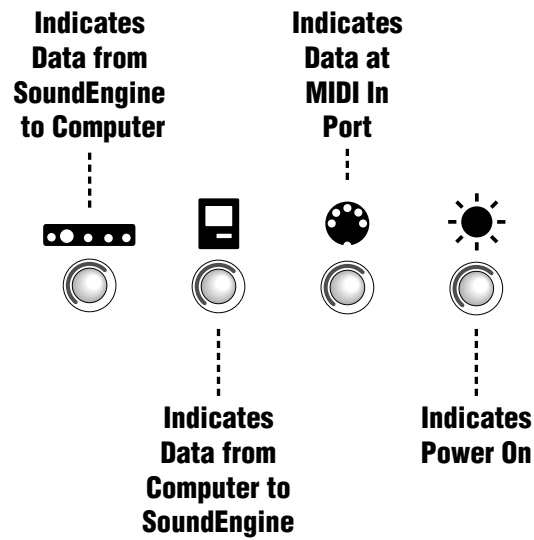 Indicates
Data from
SoundEngine
to Computer
Indicates
Data at
MIDI In
Port
Indicates
Data from
Computer to
SoundEngine
Indicates
Power On